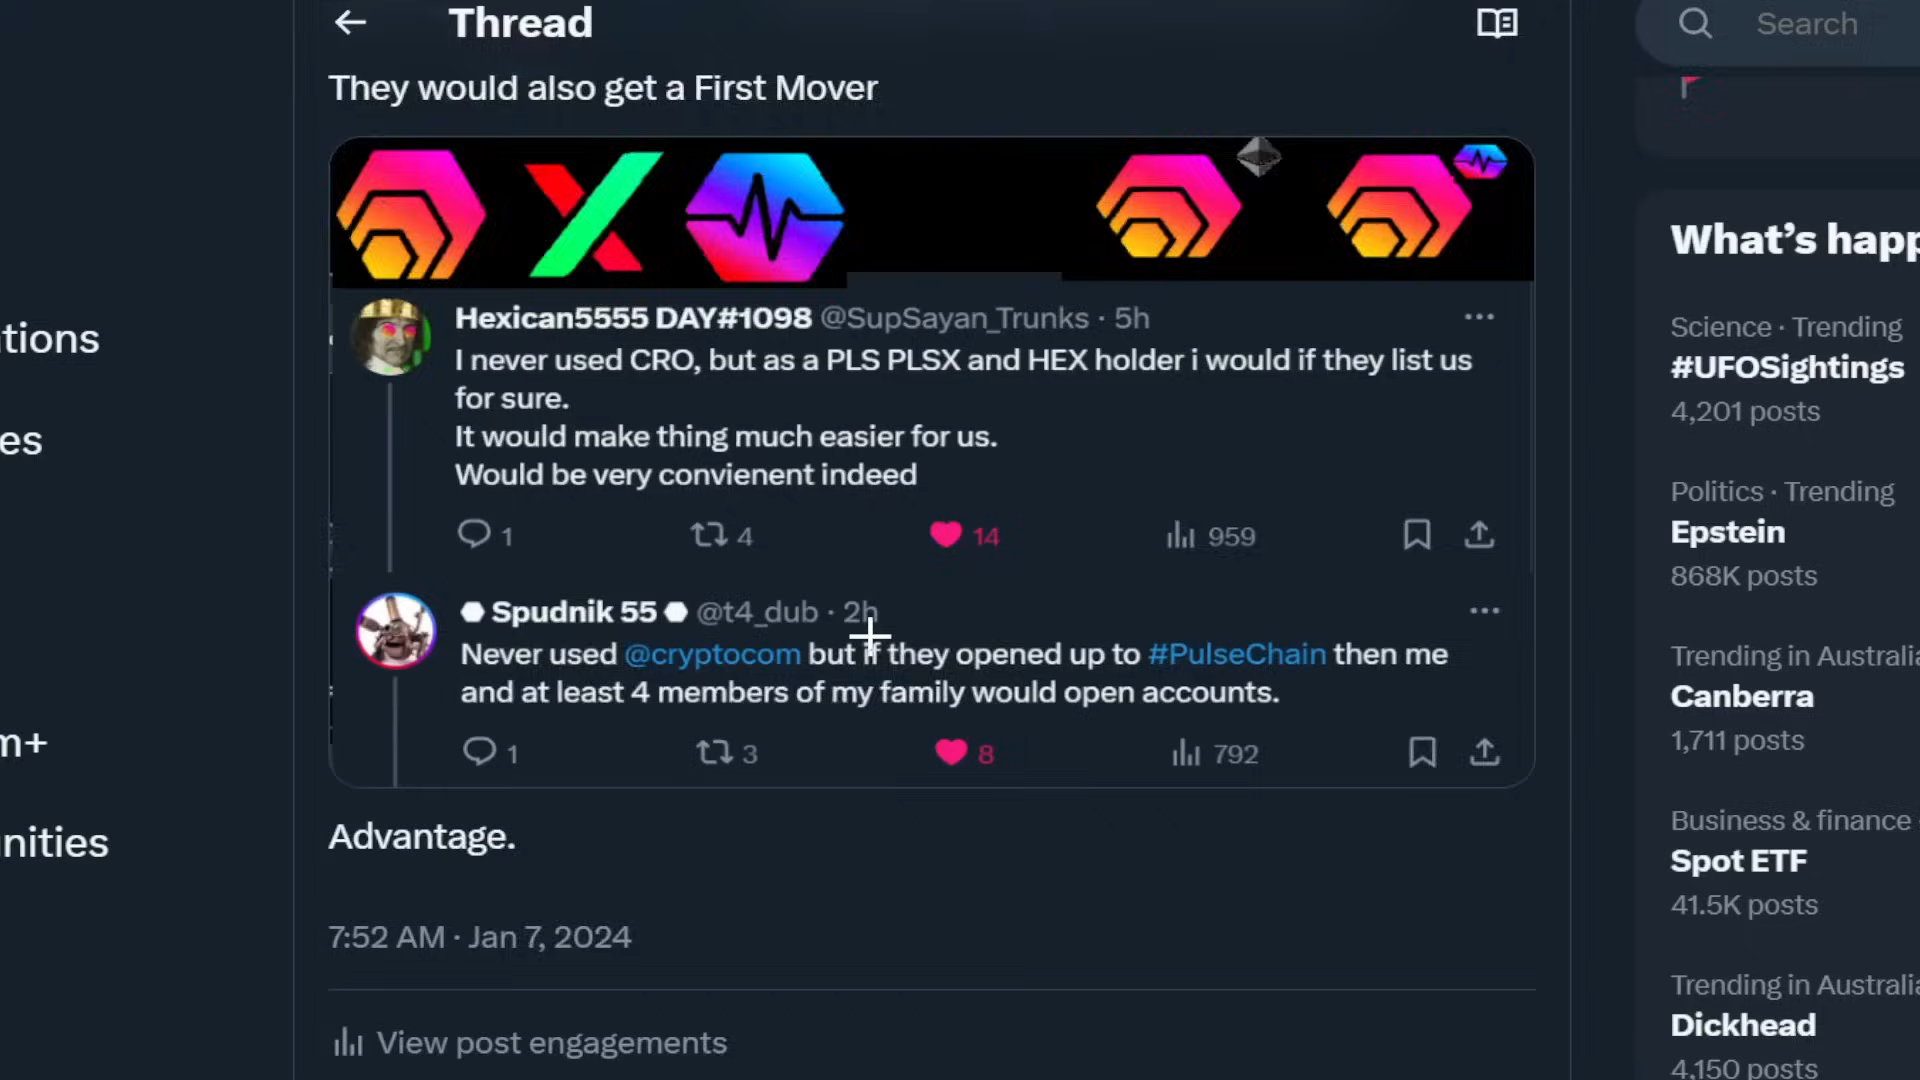 Thread
Search
They would also get a First Mover
Hexican5555 DAY#1098 @SupSayan_Trunks · 5h
I never used CRO, but as a PLS PLSX and HEX holder i would if they list us
for sure.
It would make thing much easier for us.
Would be very convienent indeed
1 4 14 959
Spudnik 55 @t4_dub · 2h
Never used @cryptocom but if they opened up to #PulseChain then me
and at least 4 members of my family would open accounts.
1 3 8 792
Advantage.
7:52 AM · Jan 7, 2024
View post engagements
tions
es
m+
nities
What's happ
Science · Trending
#UFOSightings
4,201 posts
Politics · Trending
Epstein
868K posts
Trending in Australia
Canberra
1,711 posts
Business & finance ·
Spot ETF
41.5K posts
Trending in Australia
Dickhead
4,150 posts